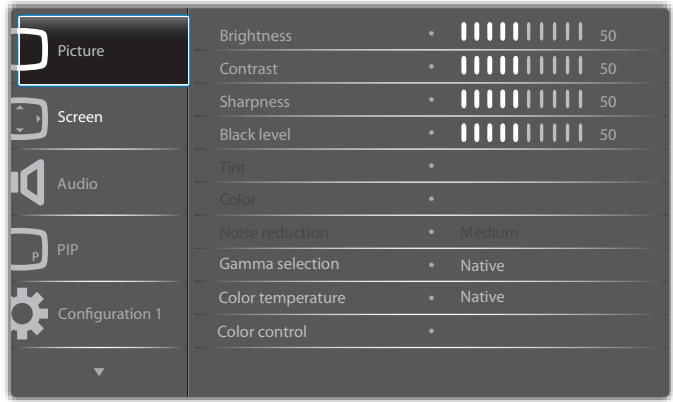 Picture
Screen
Audio
P
PIP
Configuration 1
Brightness • 50
Contrast • 50
Sharpness • 50
Black level • 50
Tint •
Color •
Noise reduction • Medium
Gamma selection • Native
Color temperature • Native
Color control •